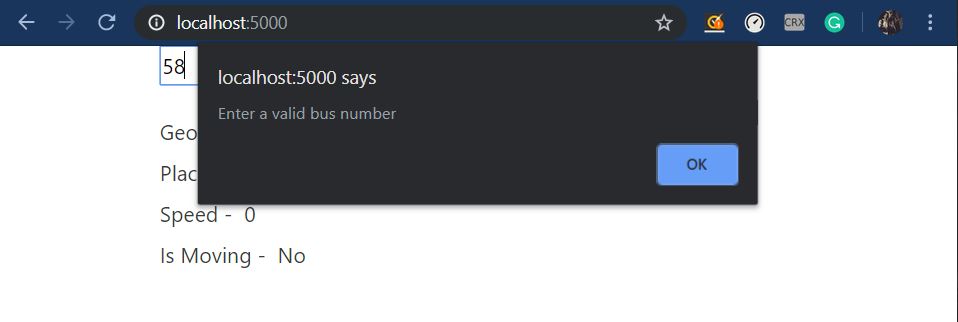 localhost:5000
CRX
58
localhost:5000 says
Enter a valid bus number
OK
Geo
Plac
Speed - 0
Is Moving - No